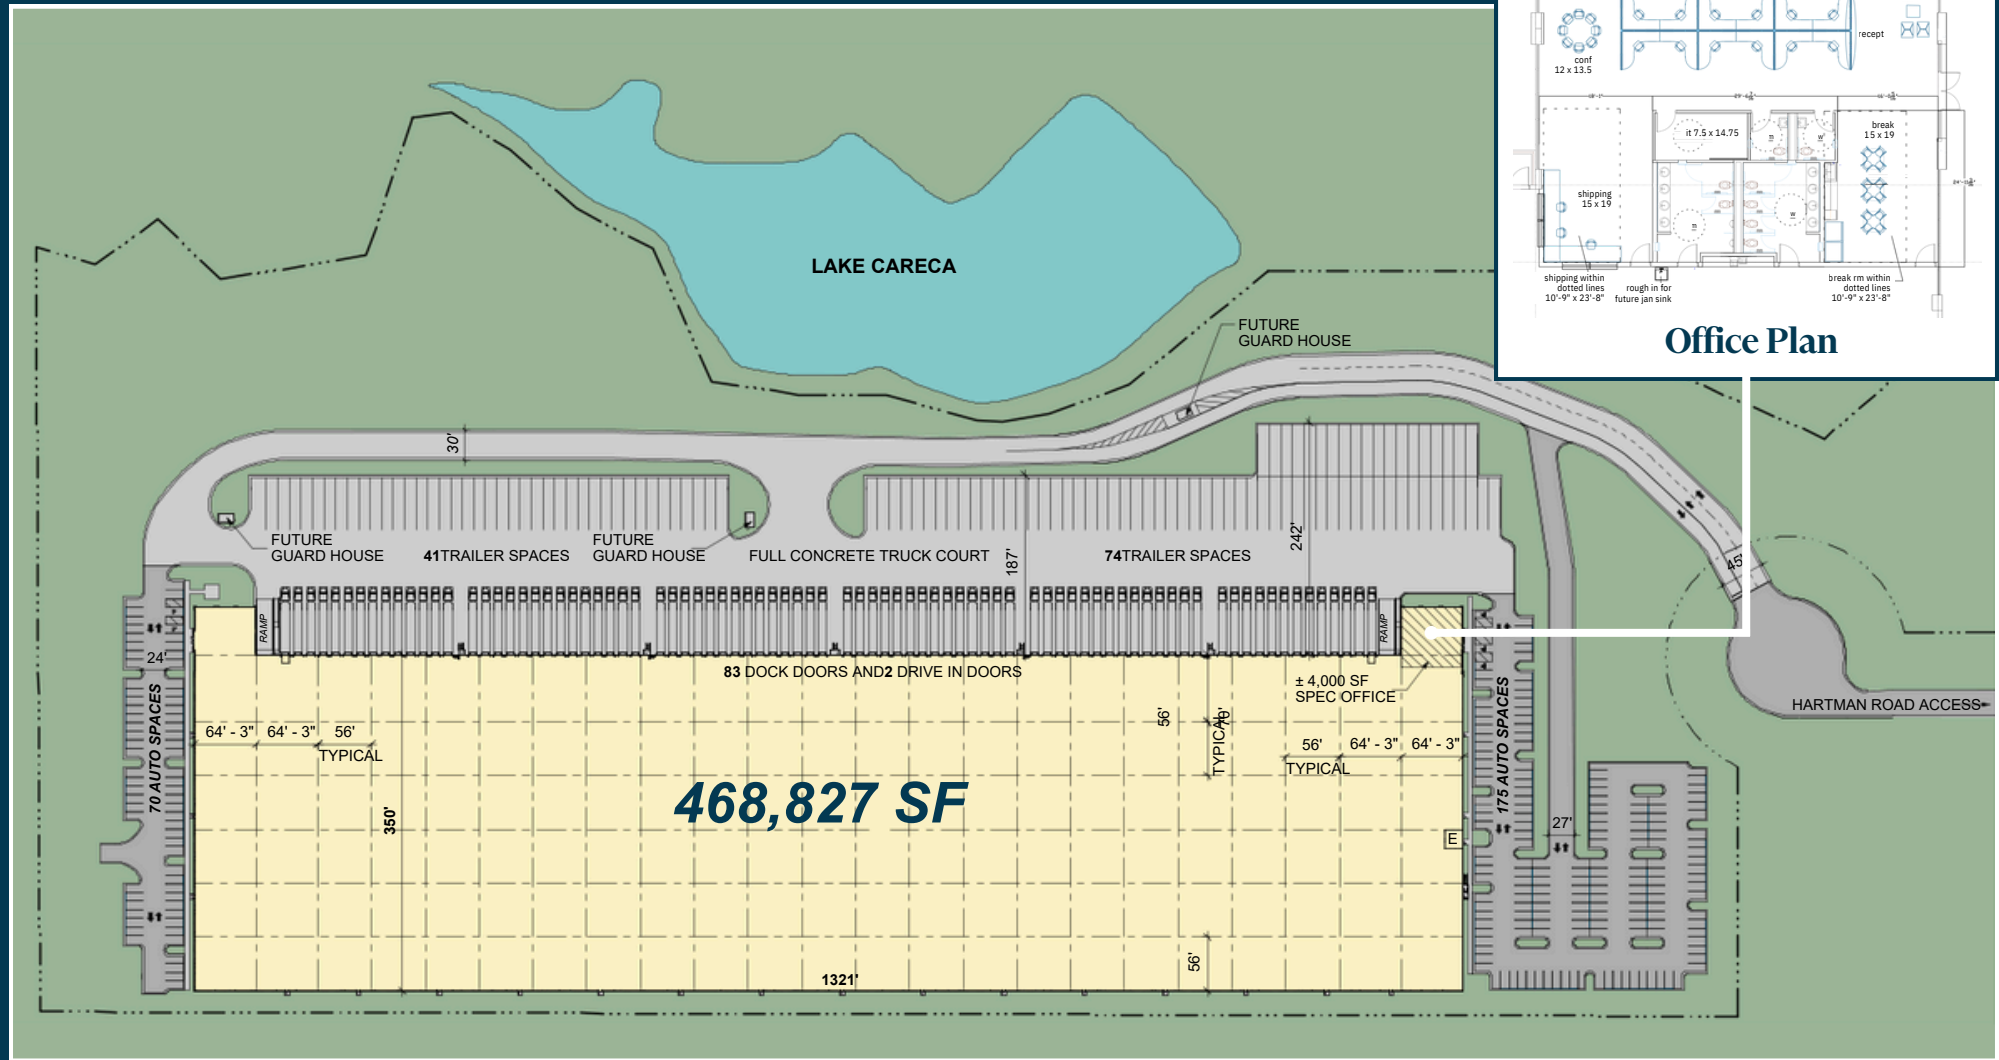 recept
conf
12 x 13.5
it 7.5 x 14.75
break
15 x 19
shipping
15 x 19
shipping within
dotted lines
10'-9" x 23'-8"
rough in for
future jan sink
break rm within
dotted lines
10'-9" x 23'-8"
Office Plan
LAKE CARECA
FUTURE
GUARD HOUSE
30'
FUTURE
GUARD HOUSE
41TRAILER SPACES
FUTURE
GUARD HOUSE
FULL CONCRETE TRUCK COURT
187'
74TRAILER SPACES
242'
45'
RAMP
RAMP
24'
83 DOCK DOORS AND2 DRIVE IN DOORS
± 4,000 SF
SPEC OFFICE
HARTMAN ROAD ACCESS
70 AUTO SPACES
175 AUTO SPACES
64' - 3"
64' - 3"
56'
TYPICAL
56'
70'
TYPICAL
56'
64' - 3"
64' - 3"
TYPICAL
468,827 SF
350'
27'
E
56'
1321'